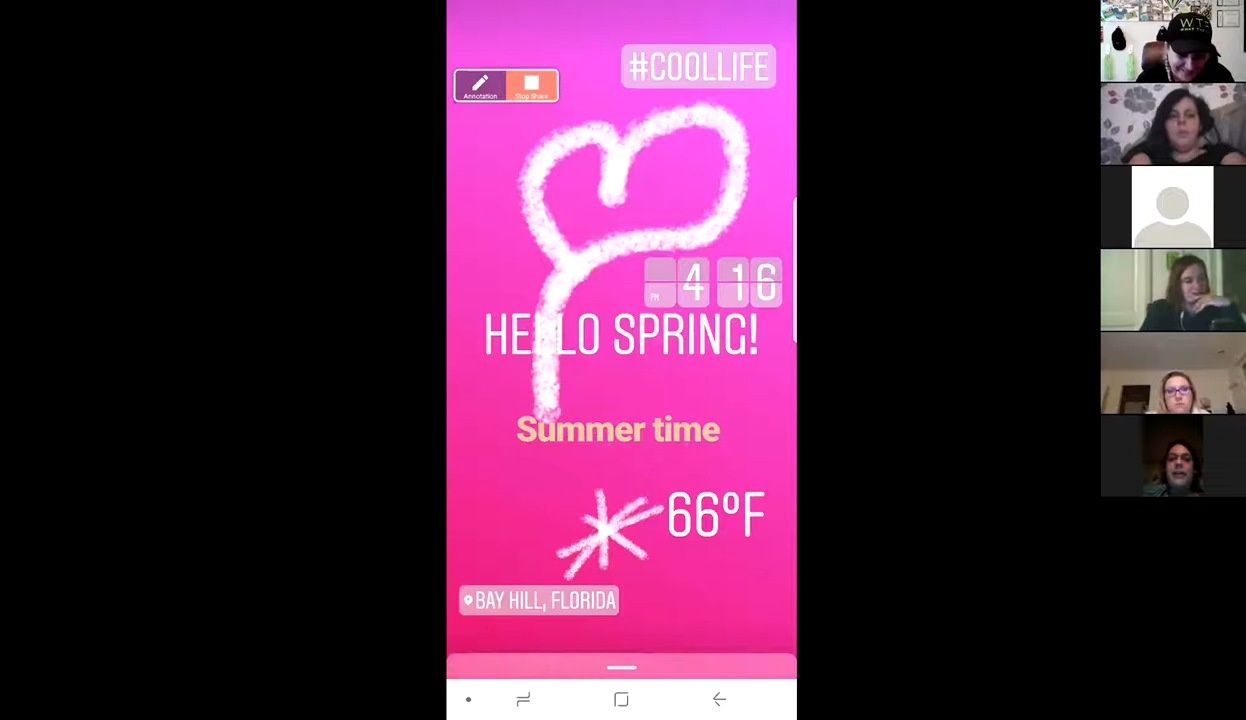 #COOLLIFE
Annotation
Stop Share
PM 4 16
HELLO SPRING!
Summer time
66°F
BAY HILL, FLORIDA